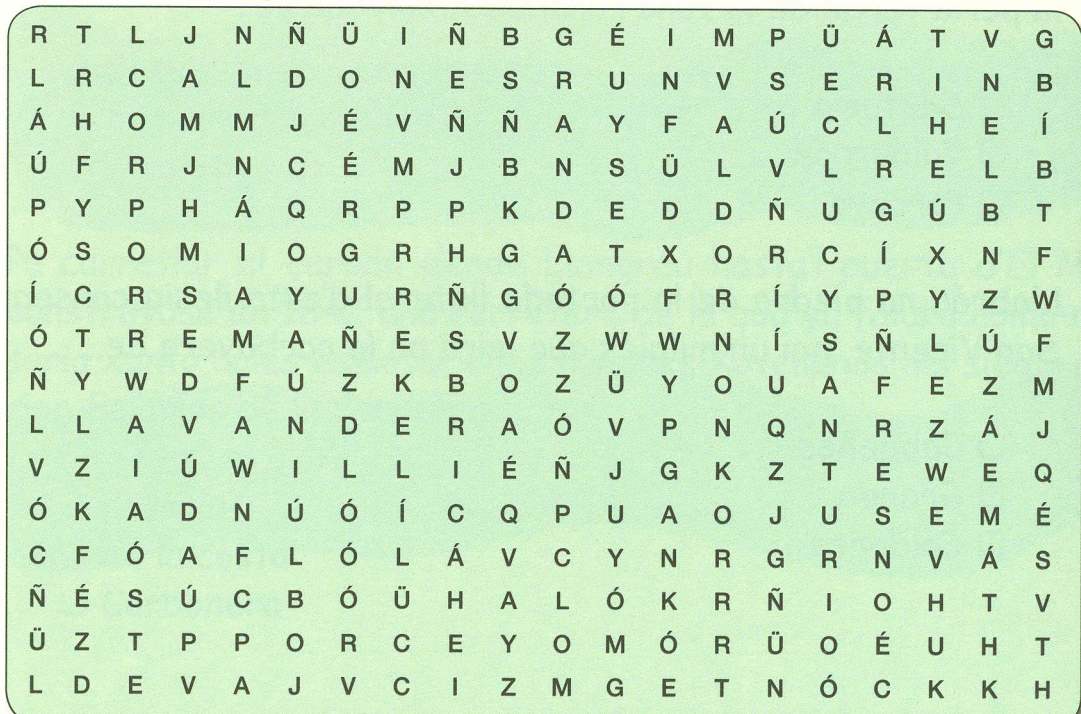 R T L J N Ñ Ü I Ñ B G É I M P Ü Á T V G
L R C A L D O N E S R U N V S E R I N B
Á H O M M J É V Ñ Ñ A Y F A Ú C L H E Í
Ú F R J N C É M J B N S Ü L V L R E L B
P Y P H Á Q R P P K D E D D Ñ U G Ú B T
Ó S O M I O G R H G A T X O R C Í X N F
Í C R S A Y U R Ñ G Ó Ó F R Í Y P Y Z W
Ó T R E M A Ñ E S V Z W W N Í S Ñ L Ú F
Ñ Y W D F Ú Z K B O Z Ü Y O U A F E Z M
L L A V A N D E R A Ó V P N Q N R Z Á J
V Z I Ú W I L L I É Ñ J G K Z T E W E Q
Ó K A D N Ú Ó Í C Q P U A O J U S E M É
C F Ó A F L Ó L Á V C Y N R G R N V Á S
Ñ É S Ú C B Ó Ü H A L Ó K R Ñ I O H T V
Ü Z T P P O R C E Y O M Ó R Ü O É U H T
L D E V A J V C I Z M G E T N Ó C K K H